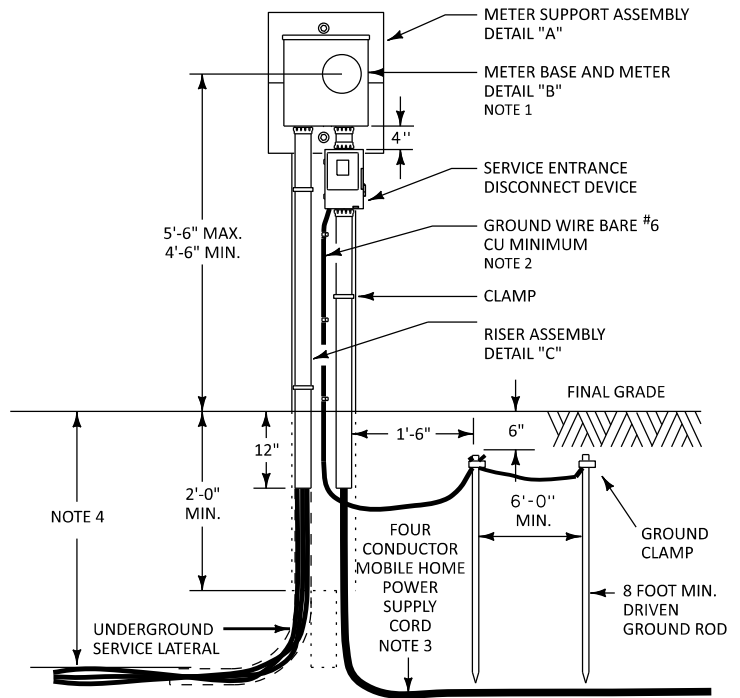 METER SUPPORT ASSEMBLY
DETAIL "A"
METER BASE AND METER
DETAIL "B"
NOTE 1
4"
SERVICE ENTRANCE
DISCONNECT DEVICE
5'-6" MAX.
4'-6" MIN.
GROUND WIRE BARE #6
CU MINIMUM
NOTE 2
CLAMP
RISER ASSEMBLY
DETAIL "C"
FINAL GRADE
12"
1'-6"
6"
2'-0"
MIN.
NOTE 4
6'-0"
MIN.
GROUND
CLAMP
FOUR
CONDUCTOR
MOBILE HOME
POWER
SUPPLY
CORD
NOTE 3
8 FOOT MIN.
DRIVEN
GROUND ROD
UNDERGROUND
SERVICE LATERAL